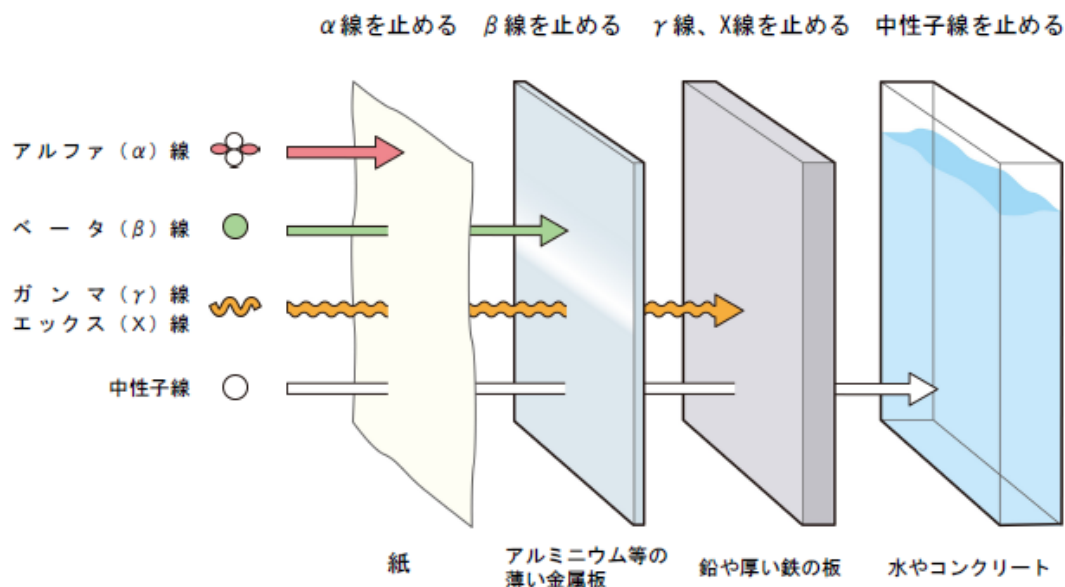 α線を止める
β線を止める
γ線、X線を止める
中性子線を止める
アルファ(α)線
ベータ(β)線
ガンマ(γ)線
エックス(X)線
中性子線
紙
アルミニウム等の
薄い金属板
鉛や厚い鉄の板
水やコンクリート